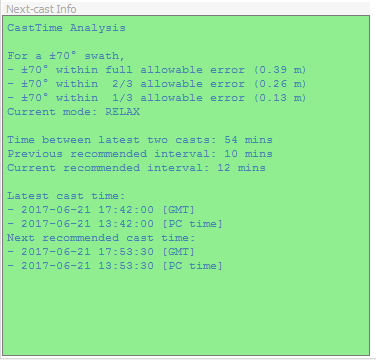 Next-cast Info
CastTime Analysis
For a ±70° swath,
- ±70° within full allowable error (0.39 m)
- ±70° within  2/3 allowable error (0.26 m)
- ±70° within  1/3 allowable error (0.13 m)
Current mode: RELAX
Time between latest two casts: 54 mins
Previous recommended interval: 10 mins
Current recommended interval: 12 mins
Latest cast time:
- 2017-06-21 17:42:00 [GMT]
- 2017-06-21 13:42:00 [PC time]
Next recommended cast time:
- 2017-06-21 17:53:30 [GMT]
- 2017-06-21 13:53:30 [PC time]